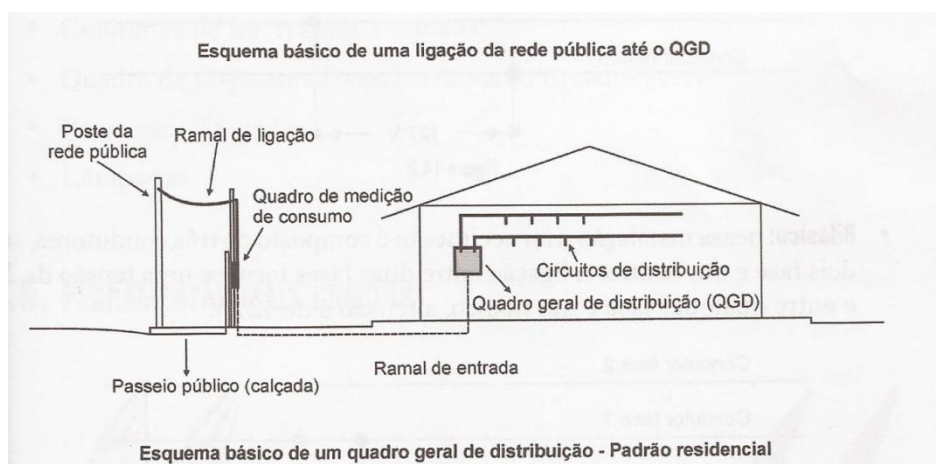 Esquema básico de uma ligação da rede pública até o QGD
Poste da
rede pública
Ramal de ligação
Quadro de medição
de consumo
Circuitos de distribuição
Quadro geral de distribuição (QGD)
Ramal de entrada
Passeio público (calçada)
Esquema básico de um quadro geral de distribuição - Padrão residencial